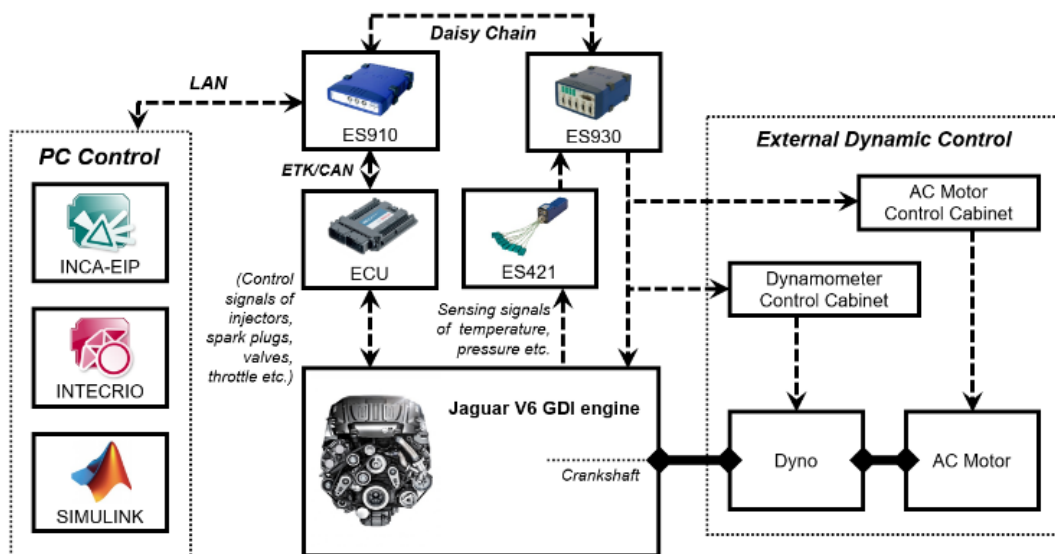 Daisy Chain
LAN
ES910
ES930
PC Control
External Dynamic Control
ETK/CAN
AC Motor
Control Cabinet
INCA-EIP
ECU
ES421
Dynamometer
Control Cabinet
(Control
signals of
injectors,
spark plugs,
valves,
throttle etc.)
Sensing signals
of temperature,
pressure etc.
INTECRIO
Jaguar V6 GDI engine
Crankshaft
Dyno
AC Motor
SIMULINK